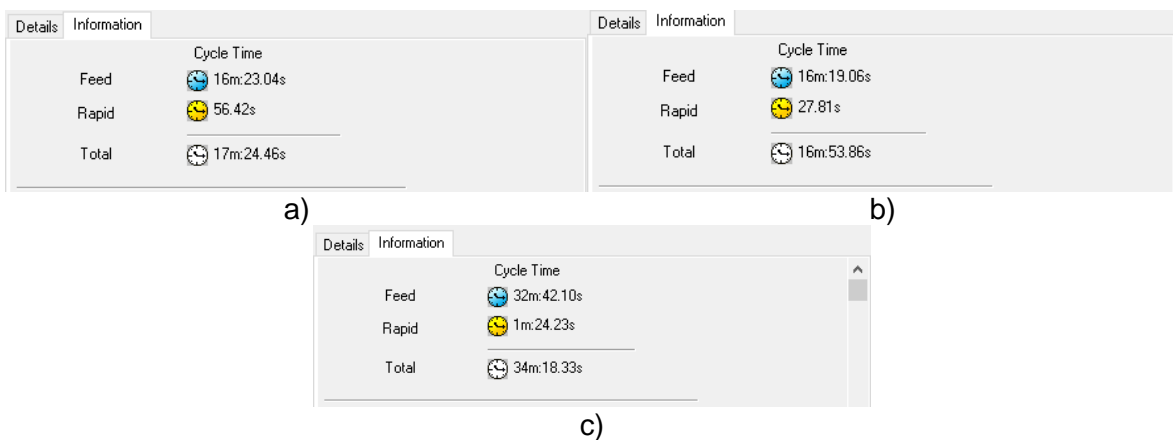 Details Information
Cycle Time
Feed 16m:23.04s
Rapid 56.42s
Total 17m:24.46s
a)
Details Information
Cycle Time
Feed 16m:19.06s
Rapid 27.81s
Total 16m:53.86s
b)
Details Information
Cycle Time
Feed 32m:42.10s
Rapid 1m:24.23s
Total 34m:18.33s
c)